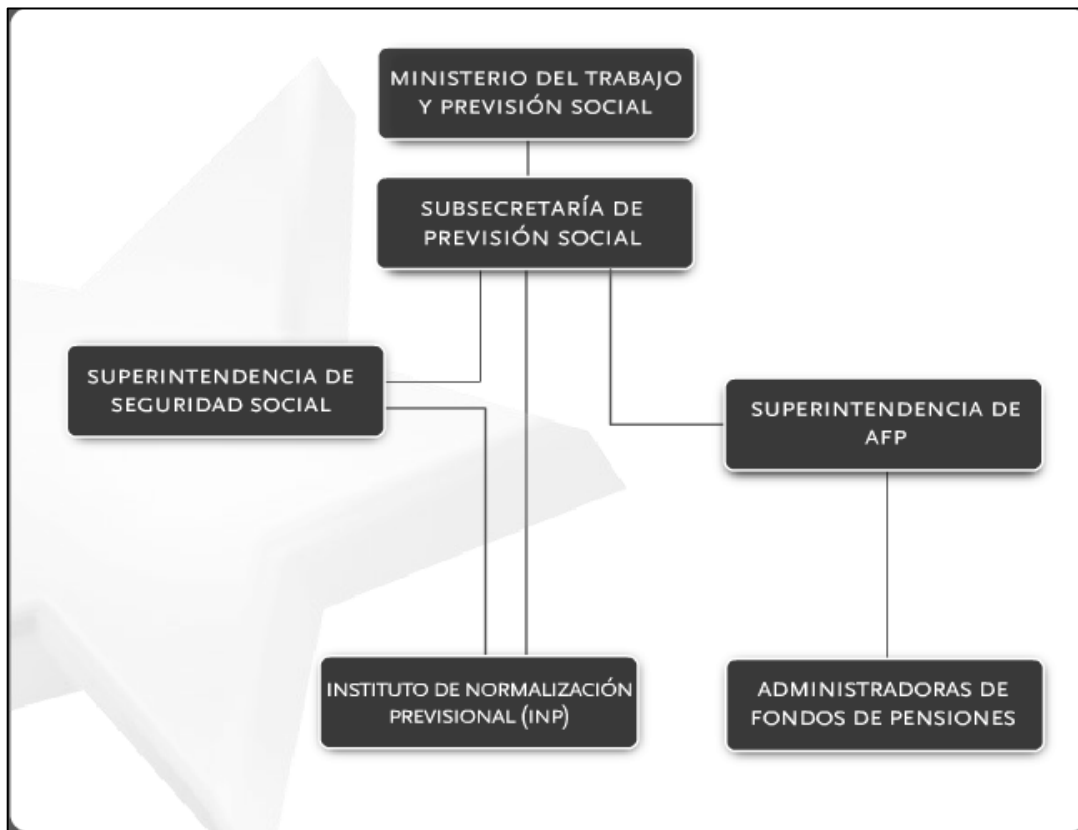 MINISTERIO DEL TRABAJO
Y PREVISIÓN SOCIAL
SUBSECRETARÍA DE
PREVISIÓN SOCIAL
SUPERINTENDENCIA DE
SEGURIDAD SOCIAL
SUPERINTENDENCIA DE
AFP
INSTITUTO DE NORMALIZACIÓN
PREVISIONAL (INP)
ADMINISTRADORAS DE
FONDOS DE PENSIONES